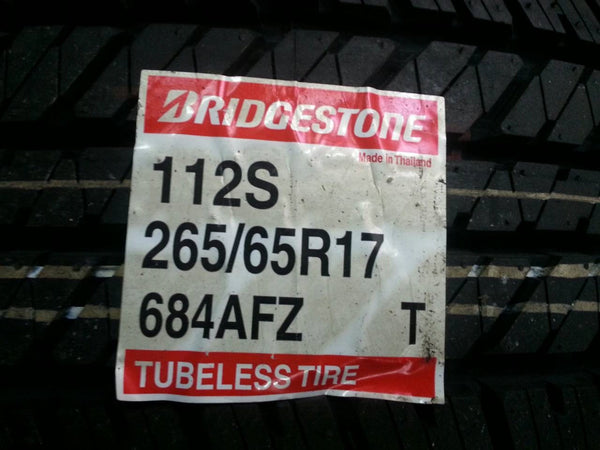 BRIDGESTONE
Made in Thailand
112S
265/65R17
684AFZ T
TUBELESS TIRE